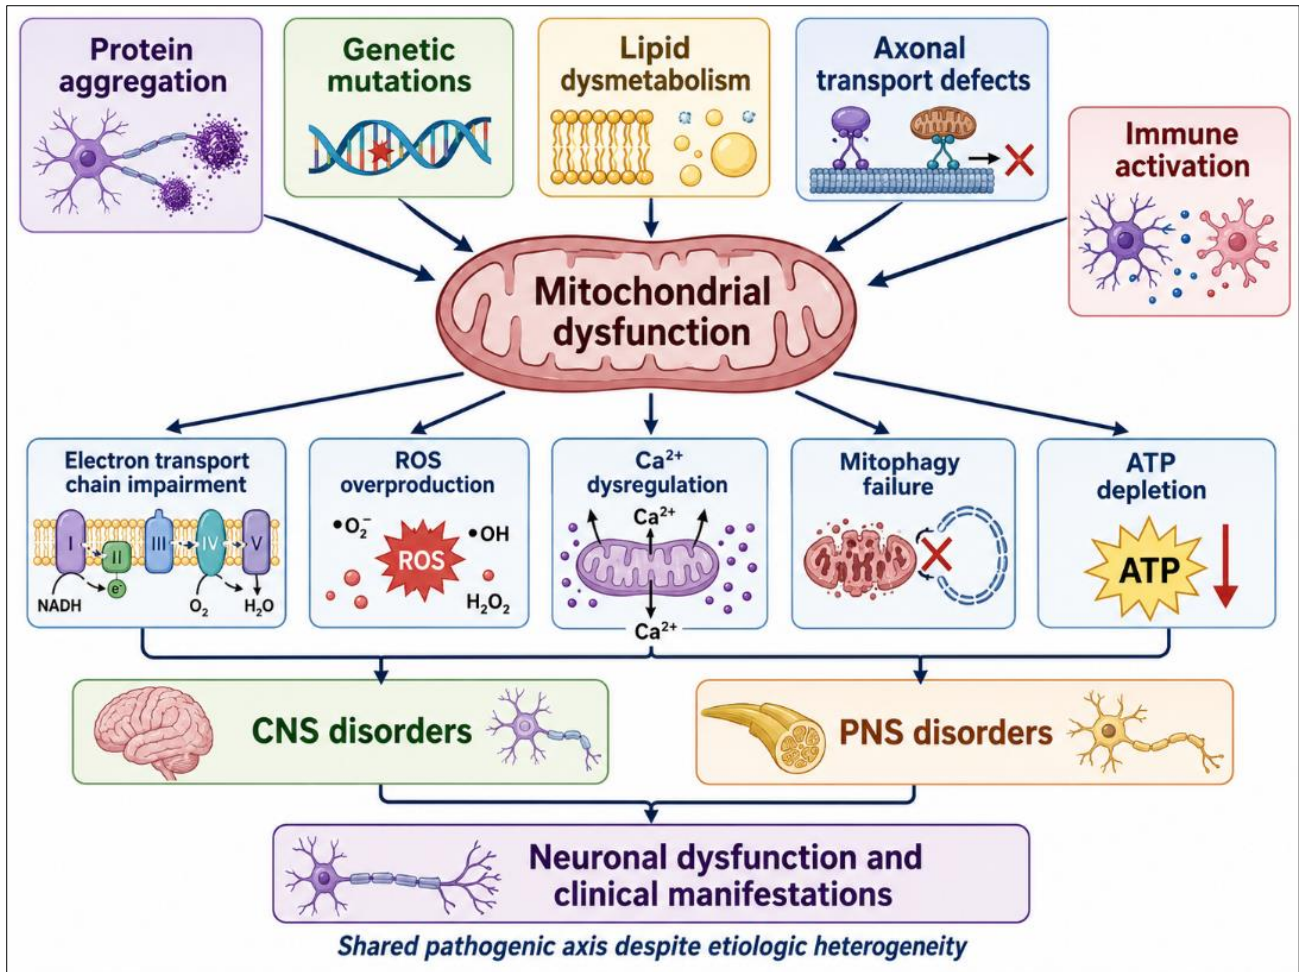 Protein
aggregation
Genetic
mutations
Lipid
dysmetabolism
Axonal
transport defects
Immune
activation
Mitochondrial
dysfunction
Electron transport
chain impairment
I
II
III
IV
V
e⁻
NADH
O₂
H₂O
ROS
overproduction
•O₂⁻
•OH
ROS
H₂O₂
Ca²⁺
dysregulation
Ca²⁺
Ca²⁺
Mitophagy
failure
ATP
depletion
ATP
CNS disorders
PNS disorders
Neuronal dysfunction and
clinical manifestations
Shared pathogenic axis despite etiologic heterogeneity